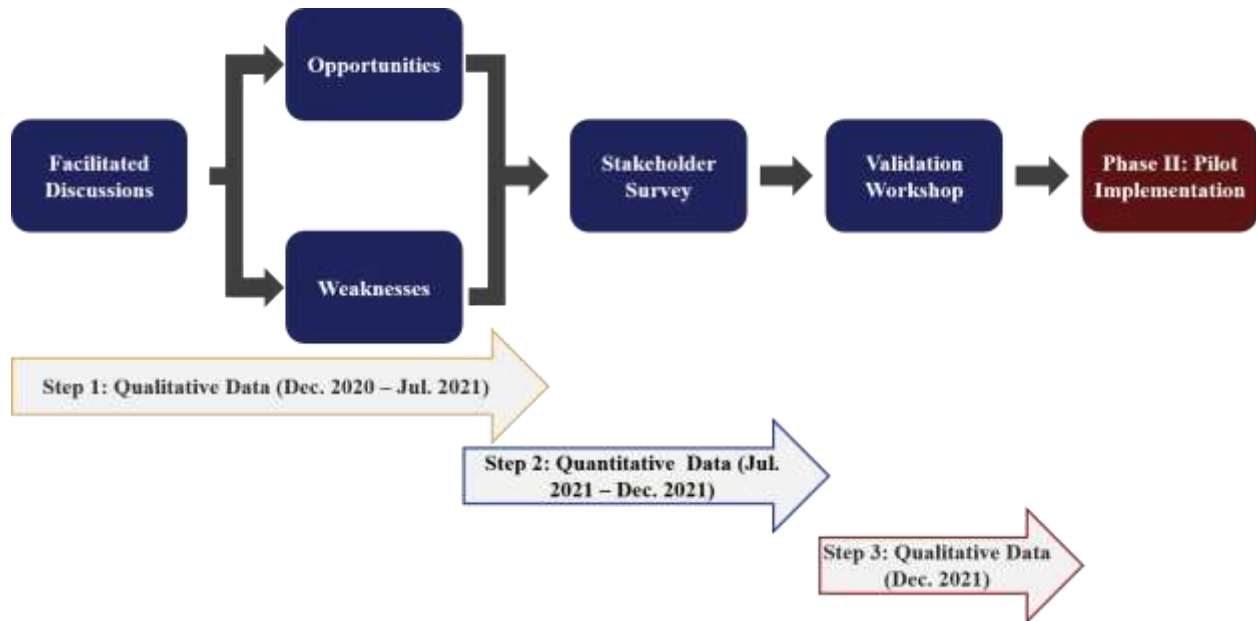 Opportunities
Facilitated
Discussions
Stakeholder
Survey
Validation
Workshop
Phase II: Pilot
Implementation
Weaknesses
Step 1: Qualitative Data (Dec. 2020 – Jul. 2021)
Step 2: Quantitative Data (Jul.
2021 – Dec. 2021)
Step 3: Qualitative Data
(Dec. 2021)